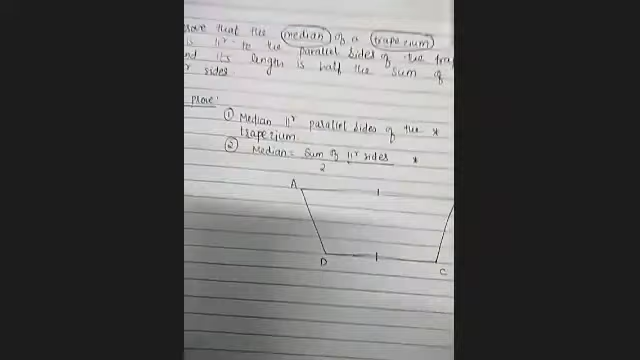 prove that the median of a trapezium
is ||r to the parallel sides of the trap
and its length is half the sum of
||r sides.
prove:
① Median ||r parallel sides of the *
trapezium.
② Median = Sum of ||r sides *
2
A
D
C